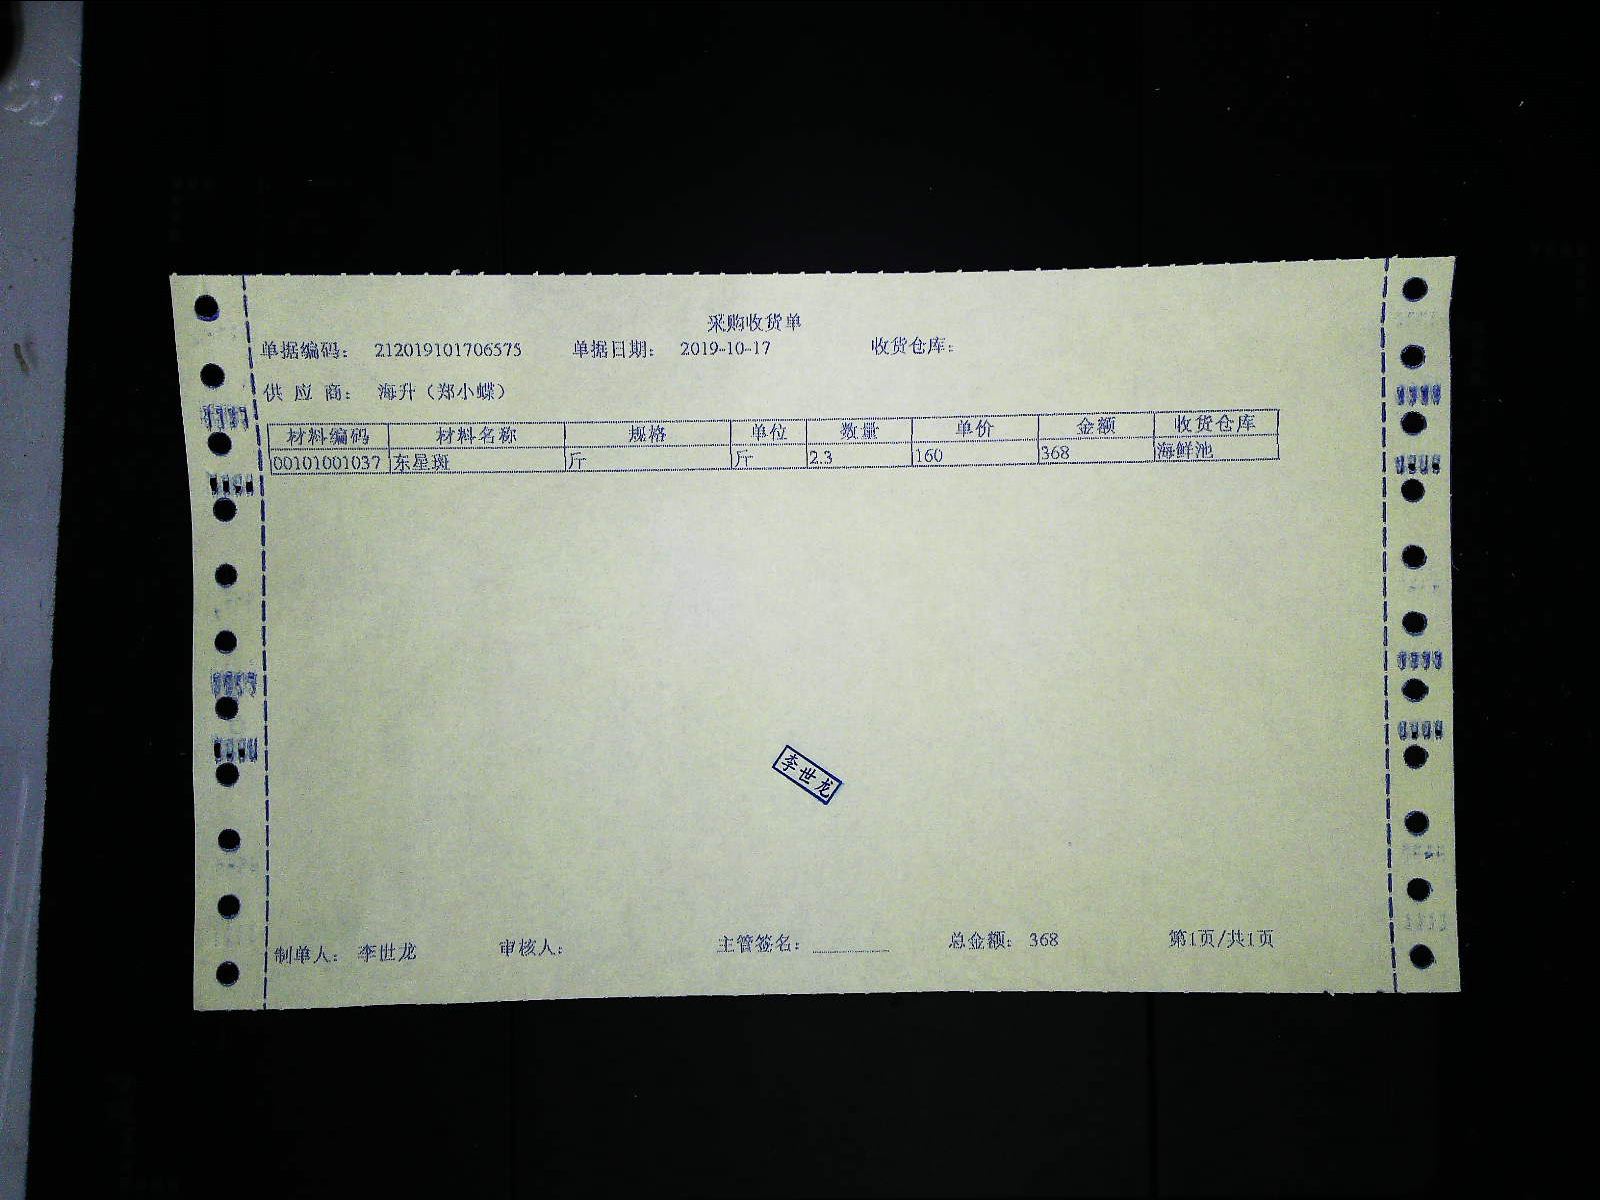 采购收货单
单据编码： 212019101706575 单据日期： 2019-10-17 收货仓库：
供 应 商： 海升（郑小蝶）
材料编码 材料名称 规格 单位 数量 单价 金额 收货仓库
00101001037 东星斑 斤 斤 2.3 160 368 海鲜池
李世龙
制单人： 李世龙 审核人： 主管签名： 总金额： 368 第1页/共1页